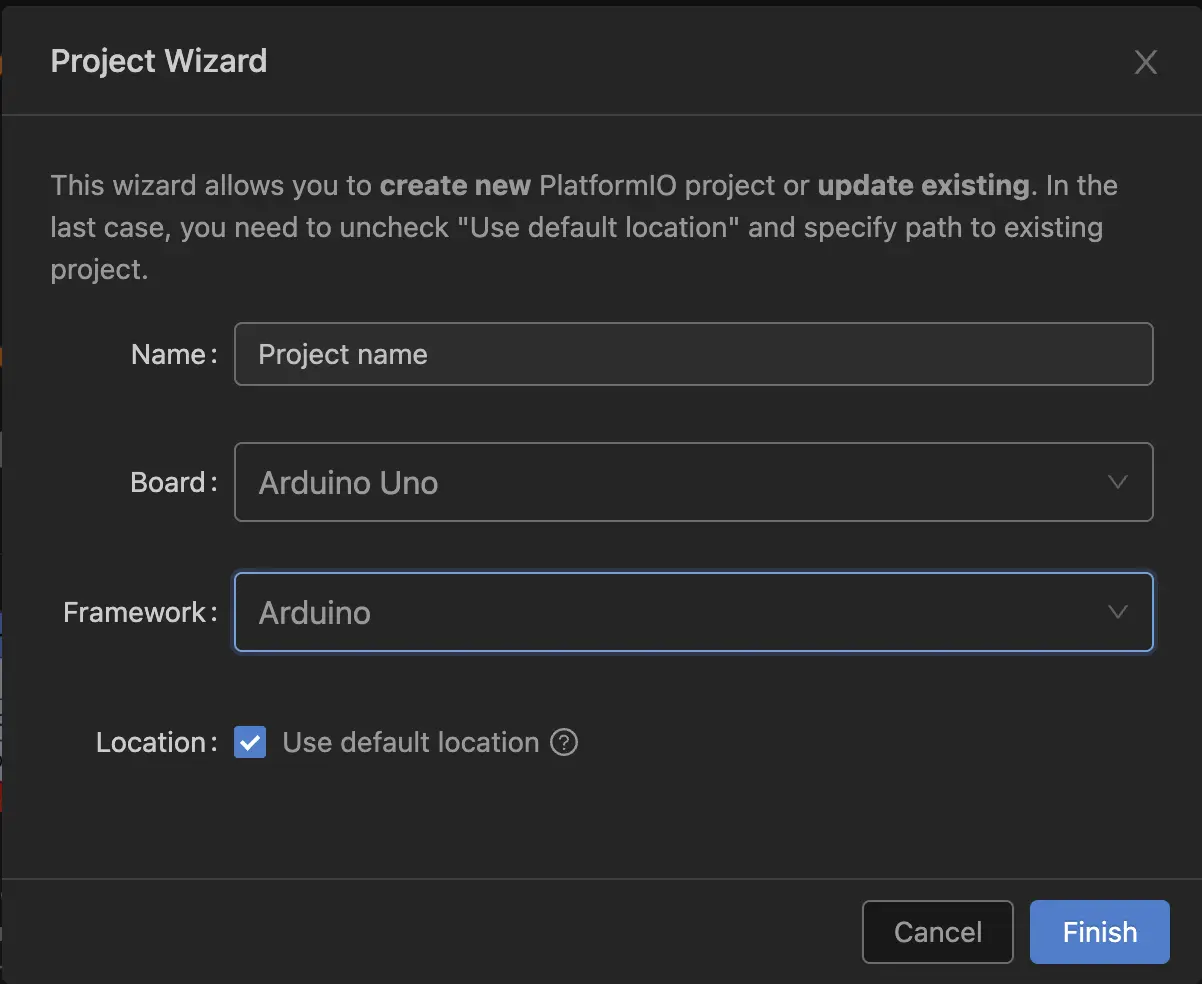 Project Wizard
This wizard allows you to create new PlatformIO project or update existing. In the
last case, you need to uncheck "Use default location" and specify path to existing
project.
Name: Project name
Board: Arduino Uno
Framework: Arduino
Location: Use default location
Cancel Finish